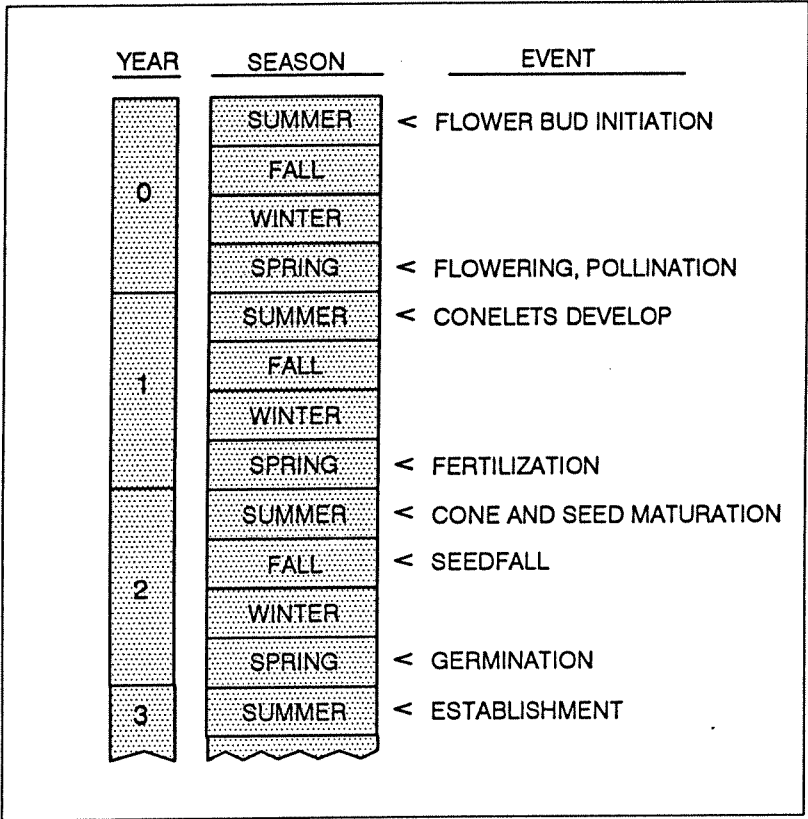 YEAR SEASON EVENT
SUMMER < FLOWER BUD INITIATION
FALL
0
WINTER
SPRING < FLOWERING, POLLINATION
SUMMER < CONELETS DEVELOP
FALL
1
WINTER
SPRING < FERTILIZATION
SUMMER < CONE AND SEED MATURATION
FALL < SEEDFALL
2
WINTER
SPRING < GERMINATION
3 SUMMER < ESTABLISHMENT